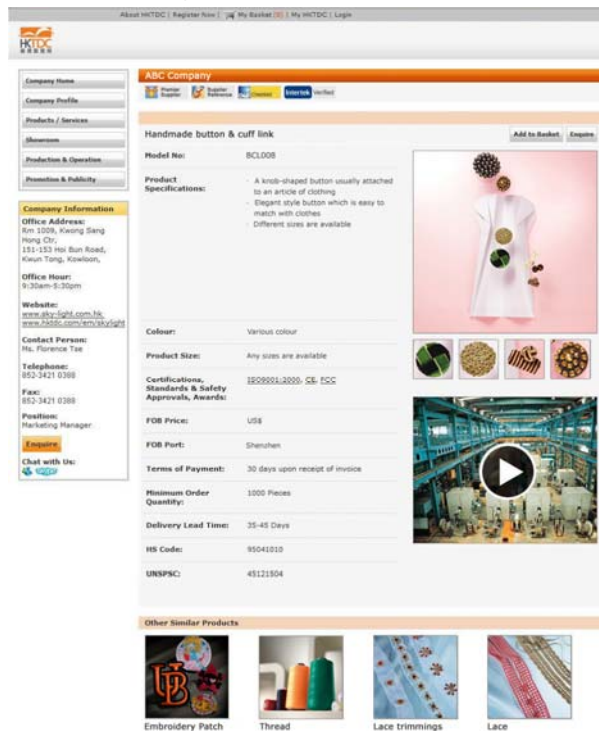 About HKTDC | Register Now | My Basket [0] | My HKTDC | Login
HKTDC
Company Home
Company Profile
Products / Services
Showroom
Production & Operation
Promotion & Publicity
Company Information
Office Address:
Rm 1009, Kwong Sang
Hong Ctr,
151-153 Hoi Bun Road,
Kwun Tong, Kowloon,
Office Hour:
9:30am-5:30pm
Website:
www.sky-light.com.hk
www.hktdc.com/em/skylight
Contact Person:
Ms. Florence Tse
Telephone:
852-3421 0388
Fax:
852-3421 0388
Position:
Marketing Manager
Enquire
Chat with Us:
ABC Company
Premier Supplier
Supplier Reference
Intertek Verified
Handmade button & cuff link
Add to Basket Enquire
Model No: BCL008
Product Specifications:
· A knob-shaped button usually attached
to an article of clothing
· Elegant style button which is easy to
match with clothes
· Different sizes are available
Colour: Various colour
Product Size: Any sizes are available
Certifications, Standards & Safety Approvals, Awards: ISO9001:2000, CE, FCC
FOB Price: US$
FOB Port: Shenzhen
Terms of Payment: 30 days upon receipt of invoice
Minimum Order Quantity: 1000 Pieces
Delivery Lead Time: 35-45 Days
HS Code: 95041010
UNSPSC: 45121504
Other Similar Products
Embroidery Patch
Thread
Lace trimmings
Lace